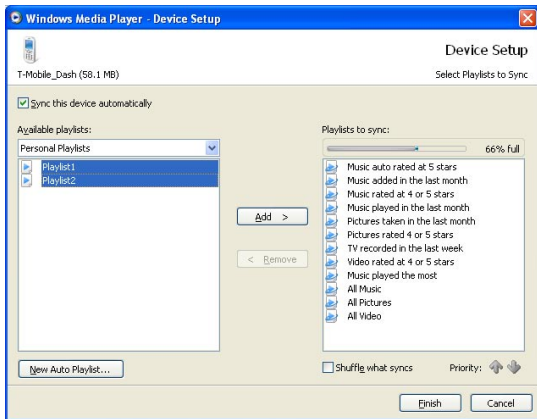 Windows Media Player - Device Setup
Device Setup
T-Mobile_Dash (58.1 MB)
Select Playlists to Sync
Sync this device automatically
Available playlists:
Personal Playlists
Playlist1
Playlist2
New Auto Playlist...
Add >
< Remove
Playlists to sync:
66% full
Music auto rated at 5 stars
Music added in the last month
Music rated at 4 or 5 stars
Music played in the last month
Pictures taken in the last month
Pictures rated 4 or 5 stars
TV recorded in the last week
Video rated at 4 or 5 stars
Music played the most
All Music
All Pictures
All Video
Shuffle what syncs
Priority:
Finish
Cancel